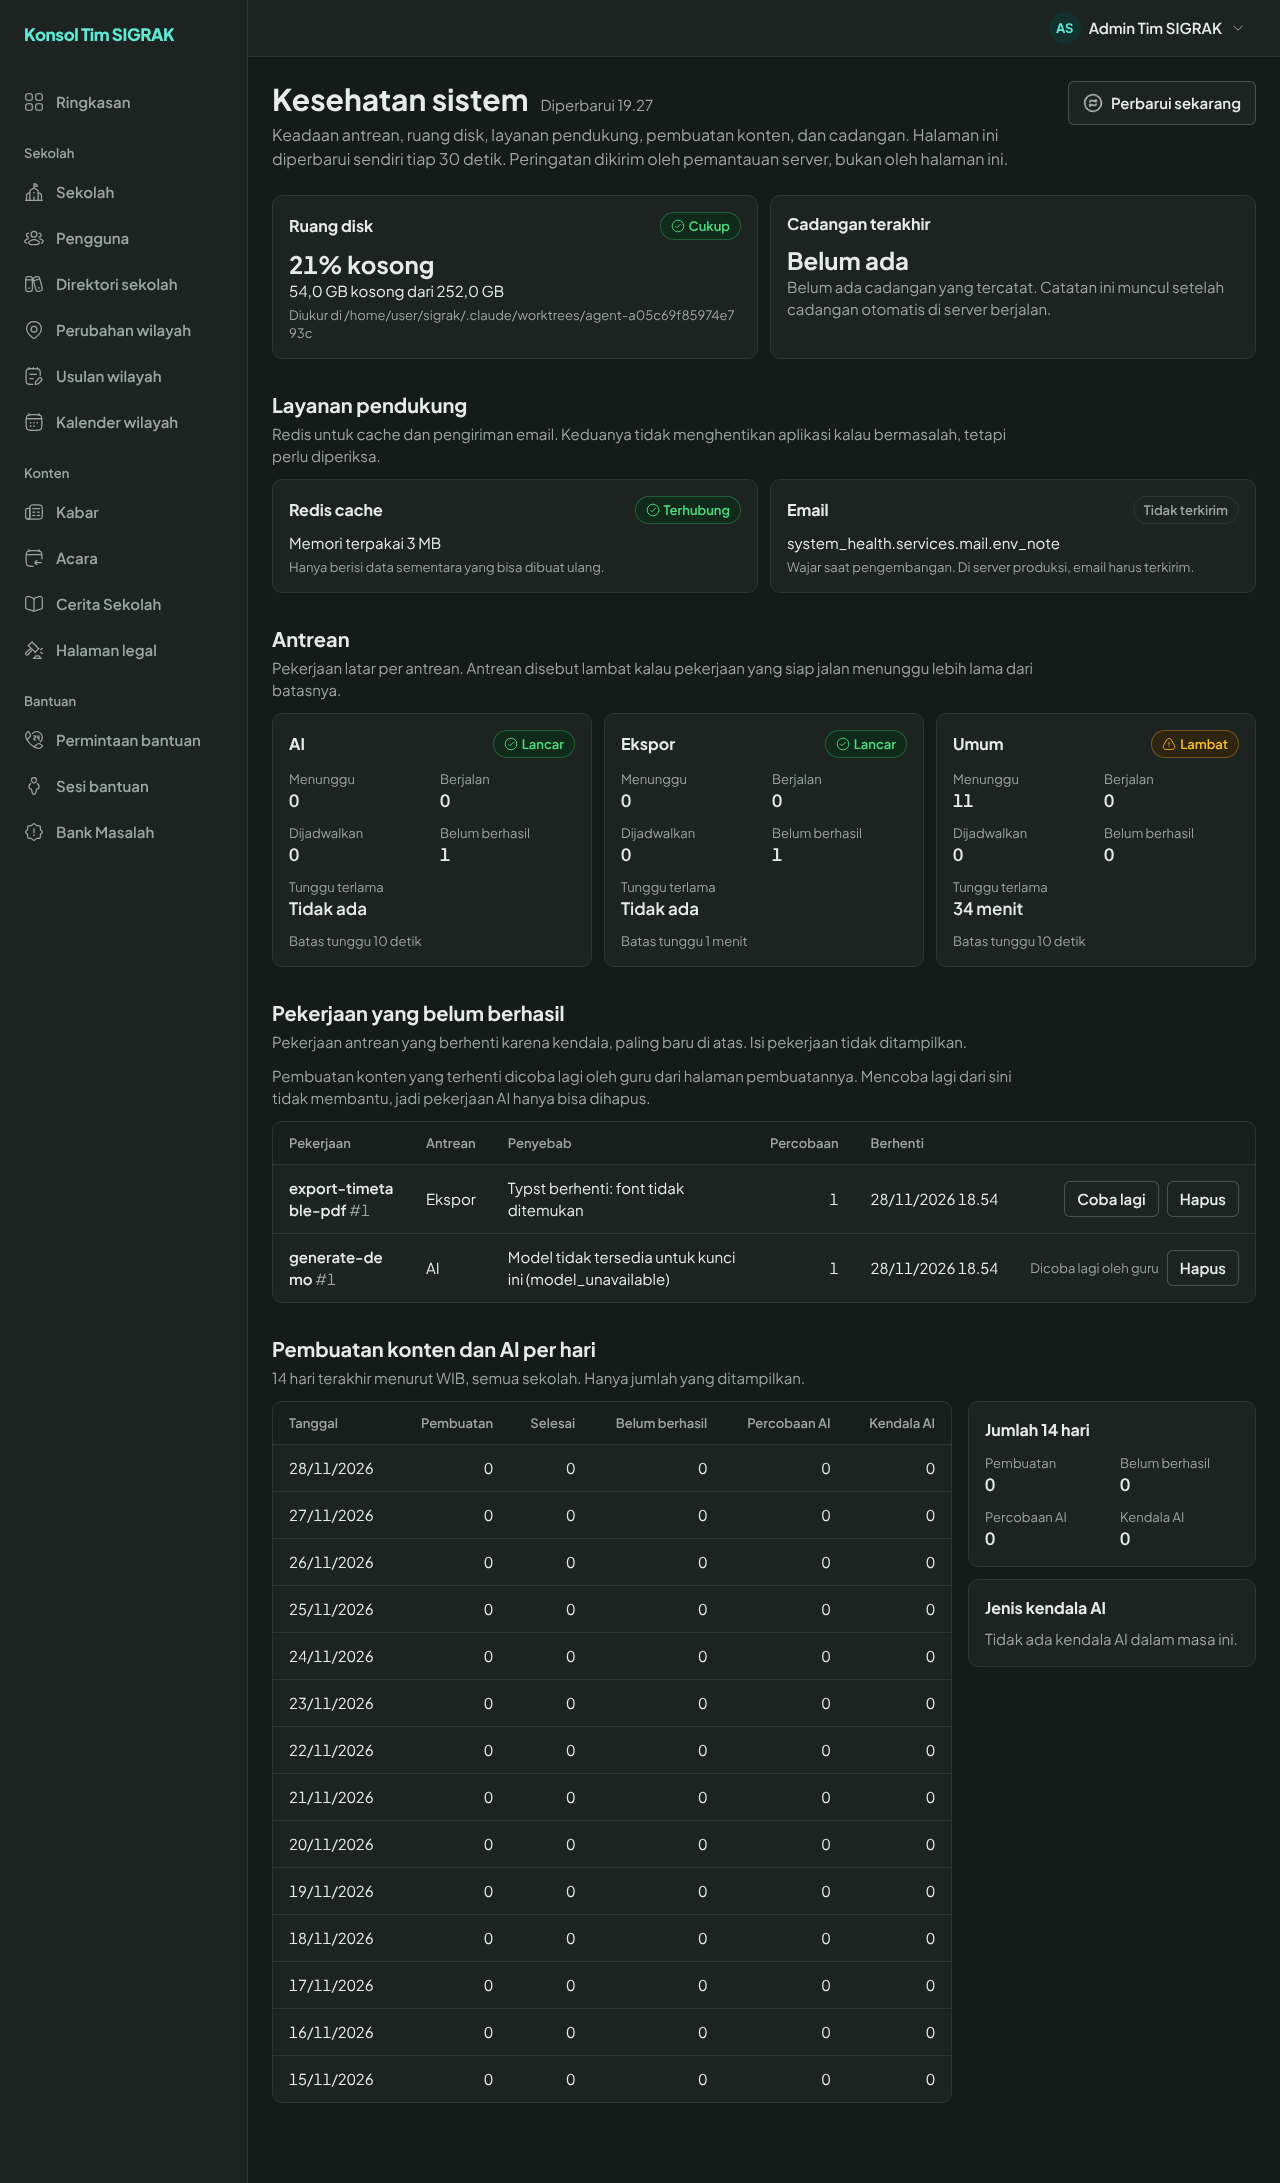 Konsol Tim SIGRAK
AS Admin Tim SIGRAK
Ringkasan
Sekolah
Sekolah
Pengguna
Direktori sekolah
Perubahan wilayah
Usulan wilayah
Kalender wilayah
Konten
Kabar
Acara
Cerita Sekolah
Halaman legal
Bantuan
Permintaan bantuan
Sesi bantuan
Bank Masalah
Kesehatan sistem Diperbarui 19.27
Perbarui sekarang
Keadaan antrean, ruang disk, layanan pendukung, pembuatan konten, dan cadangan. Halaman ini
diperbarui sendiri tiap 30 detik. Peringatan dikirim oleh pemantauan server, bukan oleh halaman ini.
Ruang disk Cukup
21% kosong
54,0 GB kosong dari 252,0 GB
Diukur di /home/user/sigrak/.claude/worktrees/agent-a05c69f85974e7
93c
Cadangan terakhir
Belum ada
Belum ada cadangan yang tercatat. Catatan ini muncul setelah
cadangan otomatis di server berjalan.
Layanan pendukung
Redis untuk cache dan pengiriman email. Keduanya tidak menghentikan aplikasi kalau bermasalah, tetapi
perlu diperiksa.
Redis cache Terhubung
Memori terpakai 3 MB
Hanya berisi data sementara yang bisa dibuat ulang.
Email Tidak terkirim
system_health.services.mail.env_note
Wajar saat pengembangan. Di server produksi, email harus terkirim.
Antrean
Pekerjaan latar per antrean. Antrean disebut lambat kalau pekerjaan yang siap jalan menunggu lebih lama dari
batasnya.
AI Lancar
Menunggu Berjalan
0 0
Dijadwalkan Belum berhasil
0 1
Tunggu terlama
Tidak ada
Batas tunggu 10 detik
Ekspor Lancar
Menunggu Berjalan
0 0
Dijadwalkan Belum berhasil
0 1
Tunggu terlama
Tidak ada
Batas tunggu 1 menit
Umum Lambat
Menunggu Berjalan
11 0
Dijadwalkan Belum berhasil
0 0
Tunggu terlama
34 menit
Batas tunggu 10 detik
Pekerjaan yang belum berhasil
Pekerjaan antrean yang berhenti karena kendala, paling baru di atas. Isi pekerjaan tidak ditampilkan.
Pembuatan konten yang terhenti dicoba lagi oleh guru dari halaman pembuatannya. Mencoba lagi dari sini
tidak membantu, jadi pekerjaan AI hanya bisa dihapus.
Pekerjaan Antrean Penyebab Percobaan Berhenti
export-timeta
ble-pdf #1 Ekspor Typst berhenti: font tidak
ditemukan 1 28/11/2026 18.54 Coba lagi Hapus
generate-de
mo #1 AI Model tidak tersedia untuk kunci
ini (model_unavailable) 1 28/11/2026 18.54 Dicoba lagi oleh guru Hapus
Pembuatan konten dan AI per hari
14 hari terakhir menurut WIB, semua sekolah. Hanya jumlah yang ditampilkan.
Tanggal Pembuatan Selesai Belum berhasil Percobaan AI Kendala AI
28/11/2026 0 0 0 0 0
27/11/2026 0 0 0 0 0
26/11/2026 0 0 0 0 0
25/11/2026 0 0 0 0 0
24/11/2026 0 0 0 0 0
23/11/2026 0 0 0 0 0
22/11/2026 0 0 0 0 0
21/11/2026 0 0 0 0 0
20/11/2026 0 0 0 0 0
19/11/2026 0 0 0 0 0
18/11/2026 0 0 0 0 0
17/11/2026 0 0 0 0 0
16/11/2026 0 0 0 0 0
15/11/2026 0 0 0 0 0
Jumlah 14 hari
Pembuatan Belum berhasil
0 0
Percobaan AI Kendala AI
0 0
Jenis kendala AI
Tidak ada kendala AI dalam masa ini.